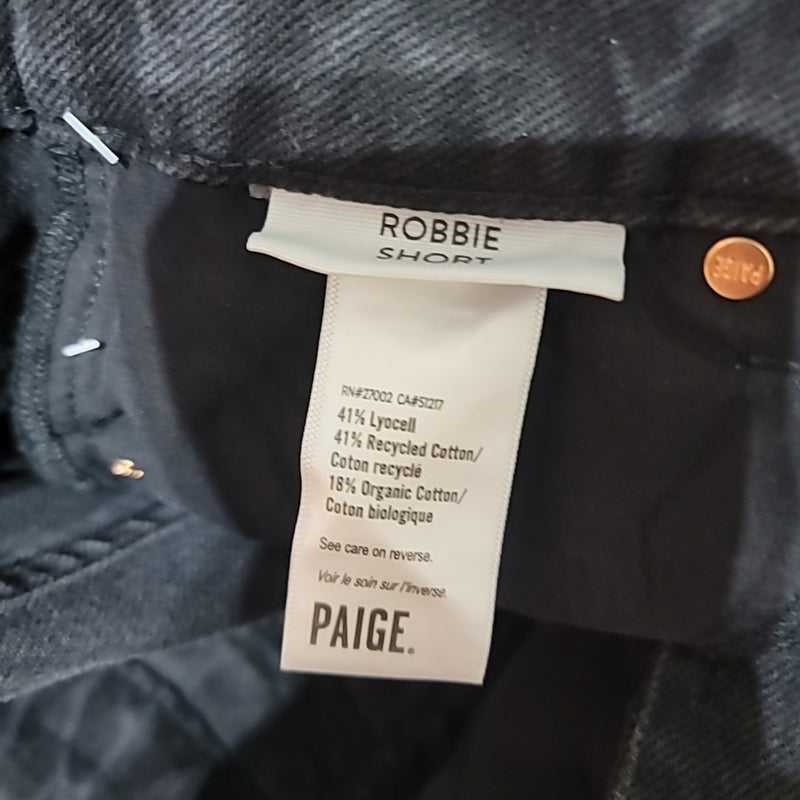 ROBBIE
SHORT
PAIGE
RN#27002 CA#51217
41% Lyocell
41% Recycled Cotton/
Coton recyclé
18% Organic Cotton/
Coton biologique
See care on reverse.
Voir le soin sur l'inverse.
PAIGE.